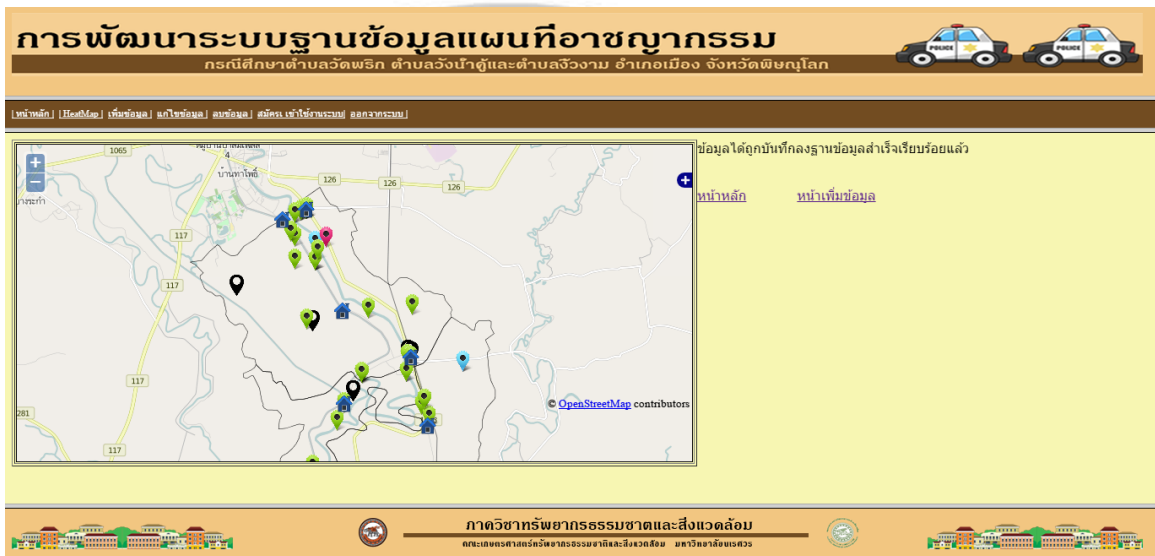 การพัฒนาระบบฐานข้อมูลแผนที่อาชญากรรม
กรณีศึกษาตำบลวัดพริก ตำบลวังน้ำคู้และตำบลงิ้วงาม อำเภอเมือง จังหวัดพิษณุโลก
POLICE POLICE
| หน้าหลัก | | HeatMap | เพิ่มข้อมูล | แก้ไขข้อมูล | ลบข้อมูล | สมัคร เข้าใช้งานระบบ| ออกจากระบบ |
+
−
1065
4
บ้านท่าโพธิ์
126
126
126
117
117
117
281
117
© OpenStreetMap contributors
+
ข้อมูลได้ถูกบันทึกลงฐานข้อมูลสำเร็จเรียบร้อยแล้ว
หน้าหลัก หน้าเพิ่มข้อมูล
ภาควิชาทรัพยากรธรรมชาติและสิ่งแวดล้อม
คณะเกษตรศาสตร์ทรัพยากรธรรมชาติและสิ่งแวดล้อม มหาวิทยาลัยนเรศวร